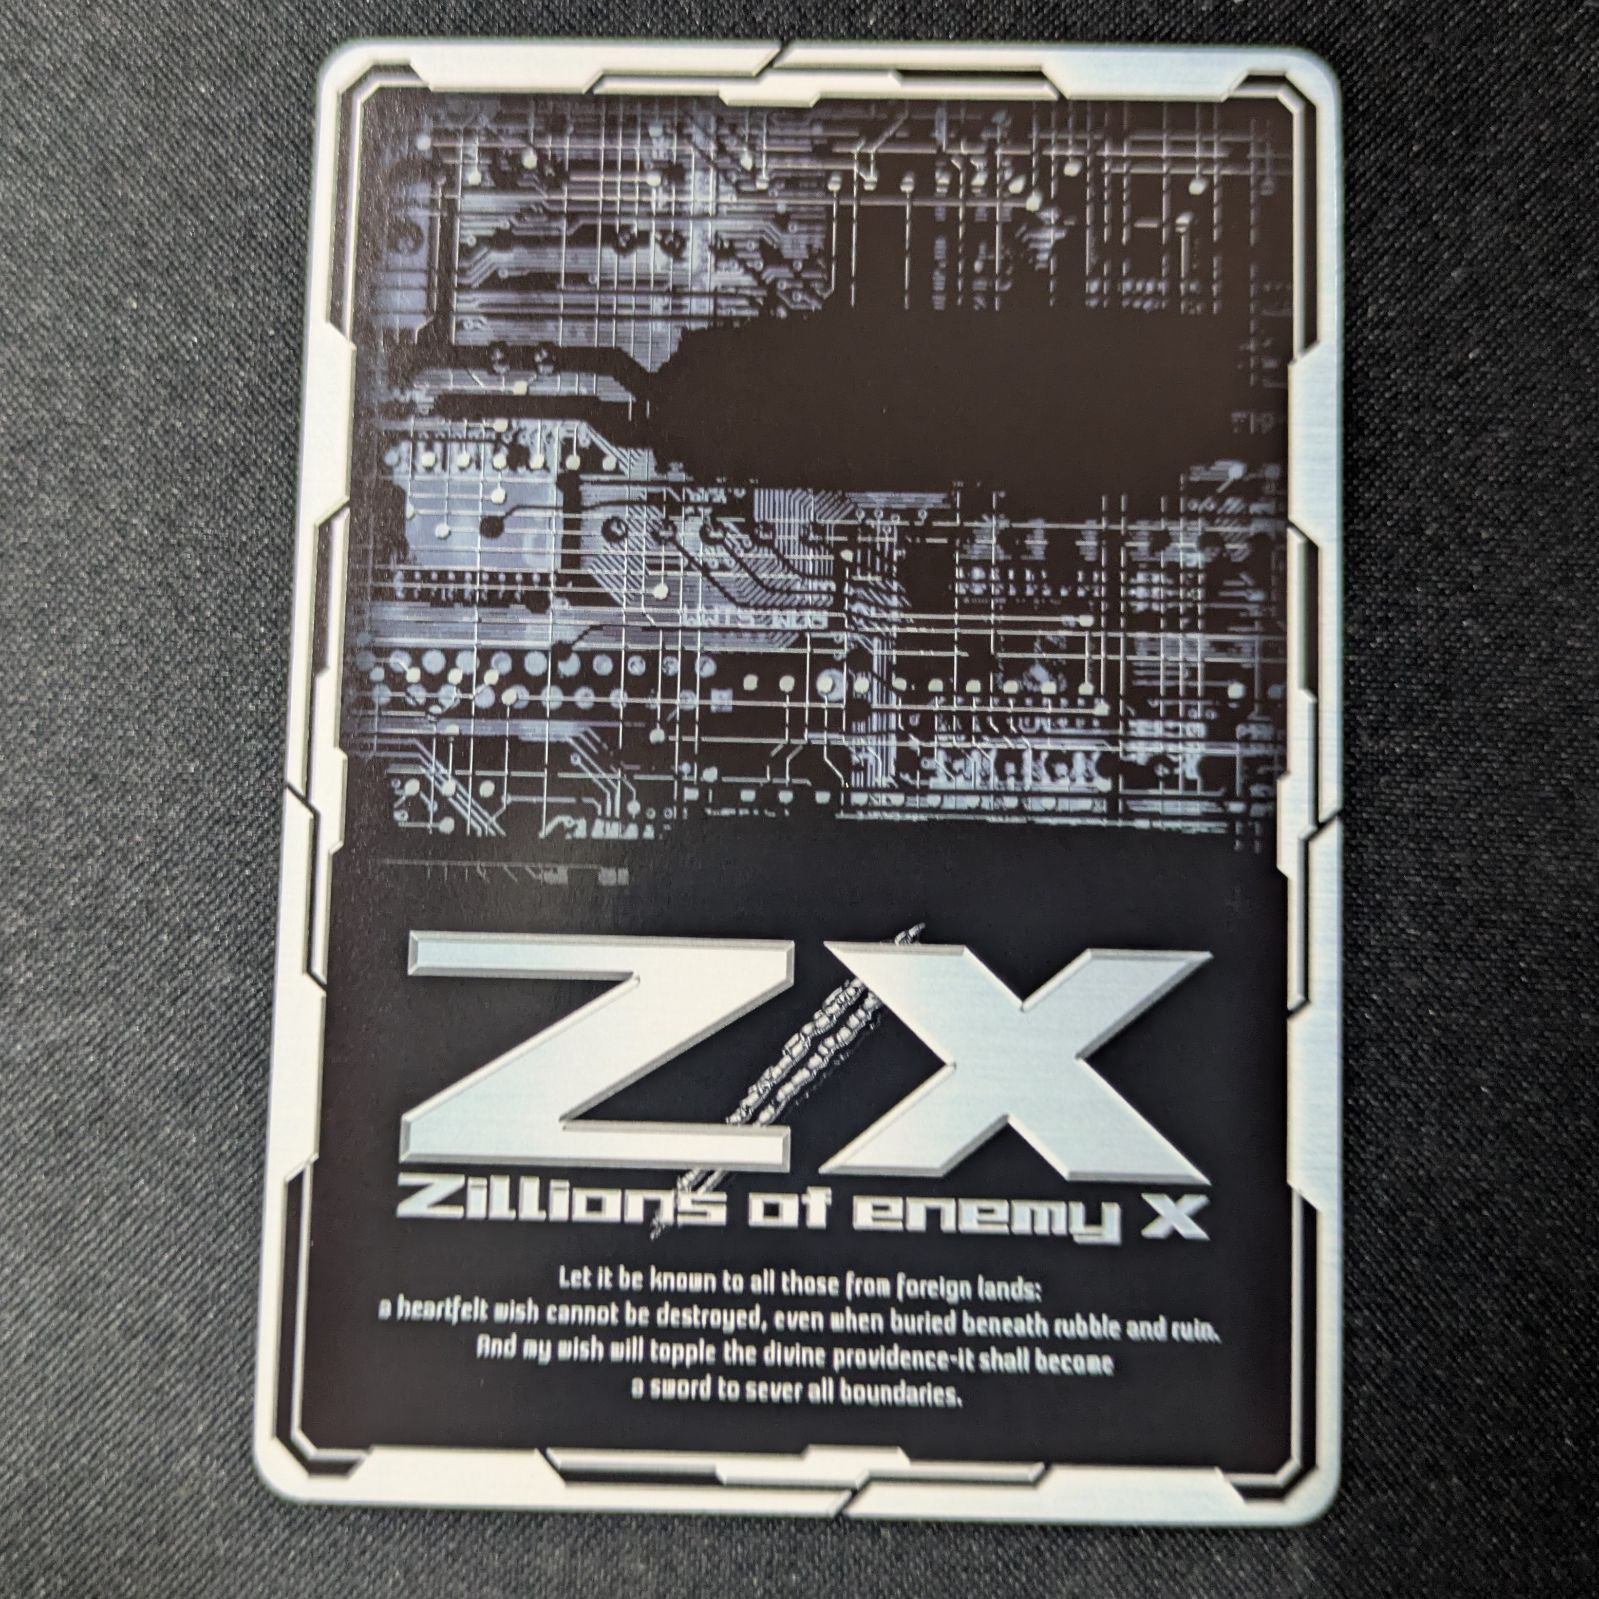 ZX
Zillions of enemy X
Let it be known to all those from foreign lands:
a heartfelt wish cannot be destroyed, even when buried beneath rubble and ruin.
And my wish will topple the divine providence-it shall become
a sword to sever all boundaries.